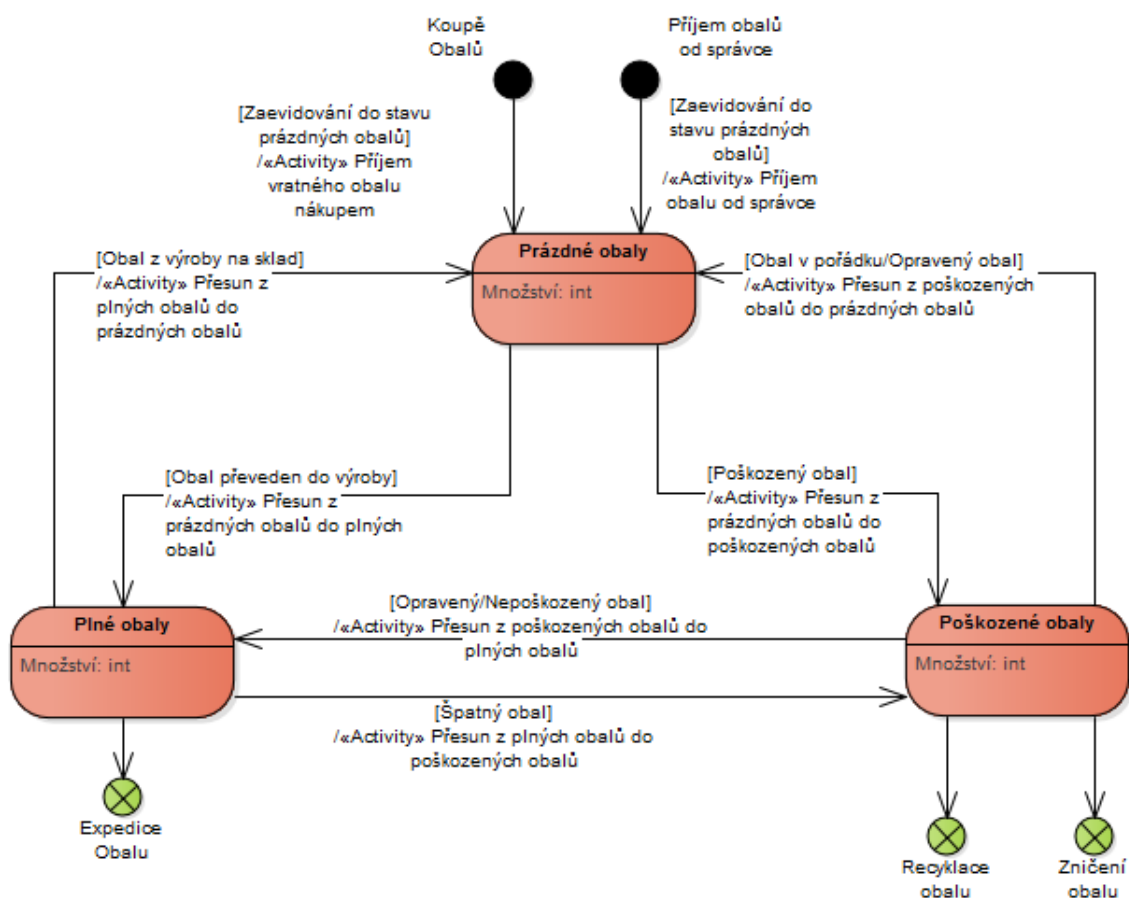 Koupě
Obalů
Příjem obalů
od správce
[Zaevidování do stavu
prázdných obalů]
/«Activity» Příjem
vratného obalu
nákupem
[Zaevidování do
stavu prázdných
obalů]
/«Activity» Příjem
obalu od správce
[Obal z výroby na sklad]
/«Activity» Přesun z
plných obalů do
prázdných obalů
Prázdné obaly
Množství: int
[Obal v pořádku/Opravený obal]
/«Activity» Přesun z poškozených
obalů do prázdných obalů
[Obal převeden do výroby]
/«Activity» Přesun z
prázdných obalů do plných
obalů
[Poškozený obal]
/«Activity» Přesun z
prázdných obalů do
poškozených obalů
Plné obaly
Množství: int
[Opravený/Nepoškozený obal]
/«Activity» Přesun z poškozených obalů do
plných obalů
Poškozené obaly
Množství: int
[Špatný obal]
/«Activity» Přesun z plných obalů do
poškozených obalů
Expedice
Obalu
Recyklace
obalu
Zničení
obalu